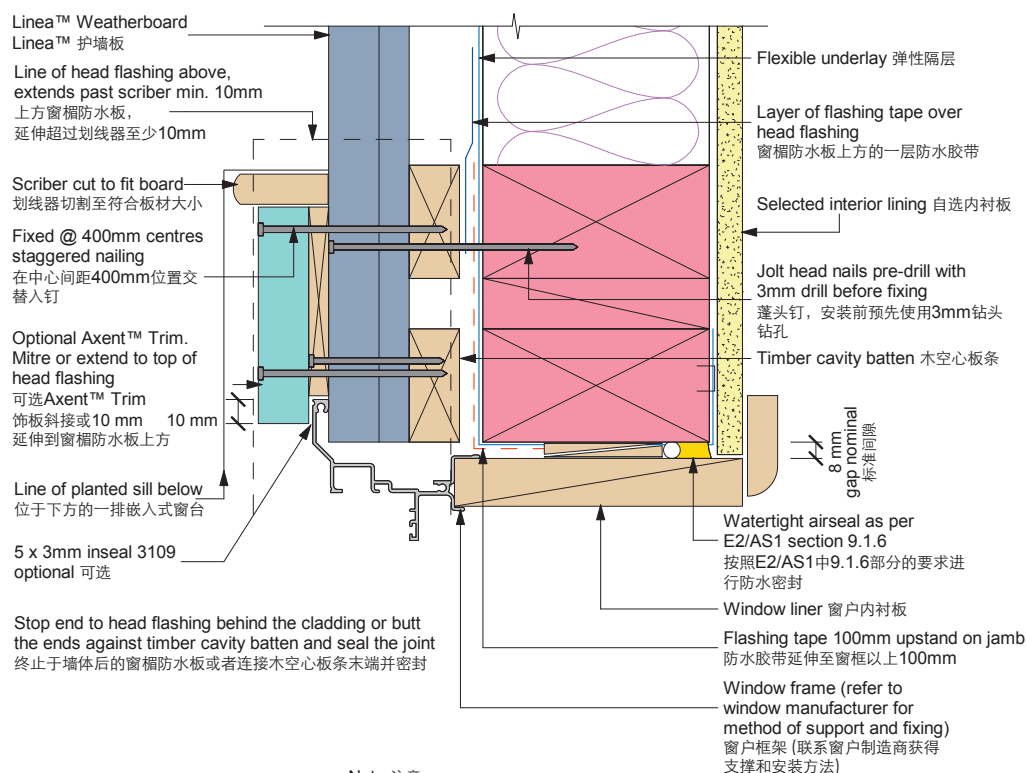 Linea™ Weatherboard
Linea™ 护墙板
Line of head flashing above,
extends past scriber min. 10mm
上方窗楣防水板，
延伸超过划线器至少10mm
Scriber cut to fit board
划线器切割至符合板材大小
Fixed @ 400mm centres
staggered nailing
在中心间距400mm位置交
替入钉
Optional Axent™ Trim.
Mitre or extend to top of
head flashing
可选Axent™ Trim
饰板斜接或10 mm
延伸到窗楣防水板上方
10 mm
Line of planted sill below
位于下方的一排嵌入式窗台
5 x 3mm inseal 3109
optional 可选
Stop end to head flashing behind the cladding or butt
the ends against timber cavity batten and seal the joint
终止于墙体后的窗楣防水板或者连接木空心板条末端并密封
Flexible underlay 弹性隔层
Layer of flashing tape over
head flashing
窗楣防水板上方的一层防水胶带
Selected interior lining 自选内衬板
Jolt head nails pre-drill with
3mm drill before fixing
蓬头钉，安装前预先使用3mm钻头
钻孔
Timber cavity batten 木空心板条
8 mm
gap nominal
标准间隙
Watertight airseal as per
E2/AS1 section 9.1.6
按照E2/AS1中9.1.6部分的要求进
行防水密封
Window liner 窗户内衬板
Flashing tape 100mm upstand on jamb
防水胶带延伸至窗框以上100mm
Window frame (refer to
window manufacturer for
method of support and fixing)
窗户框架 (联系窗户制造商获得
支撑和安装方法)